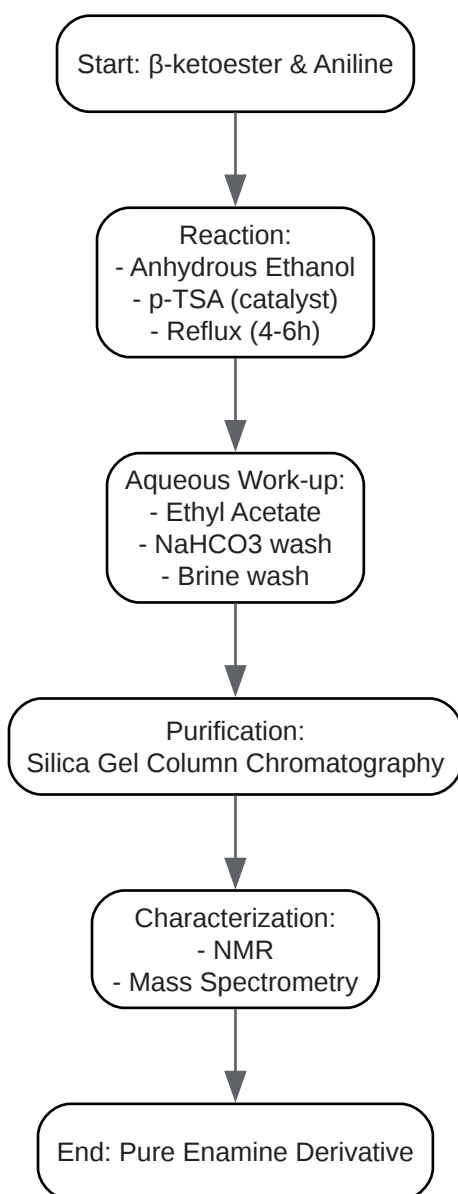 Start: β-ketoester & Aniline
Reaction:
- Anhydrous Ethanol
- p-TSA (catalyst)
- Reflux (4-6h)
Aqueous Work-up:
- Ethyl Acetate
- NaHCO3 wash
- Brine wash
Purification:
Silica Gel Column Chromatography
Characterization:
- NMR
- Mass Spectrometry
End: Pure Enamine Derivative